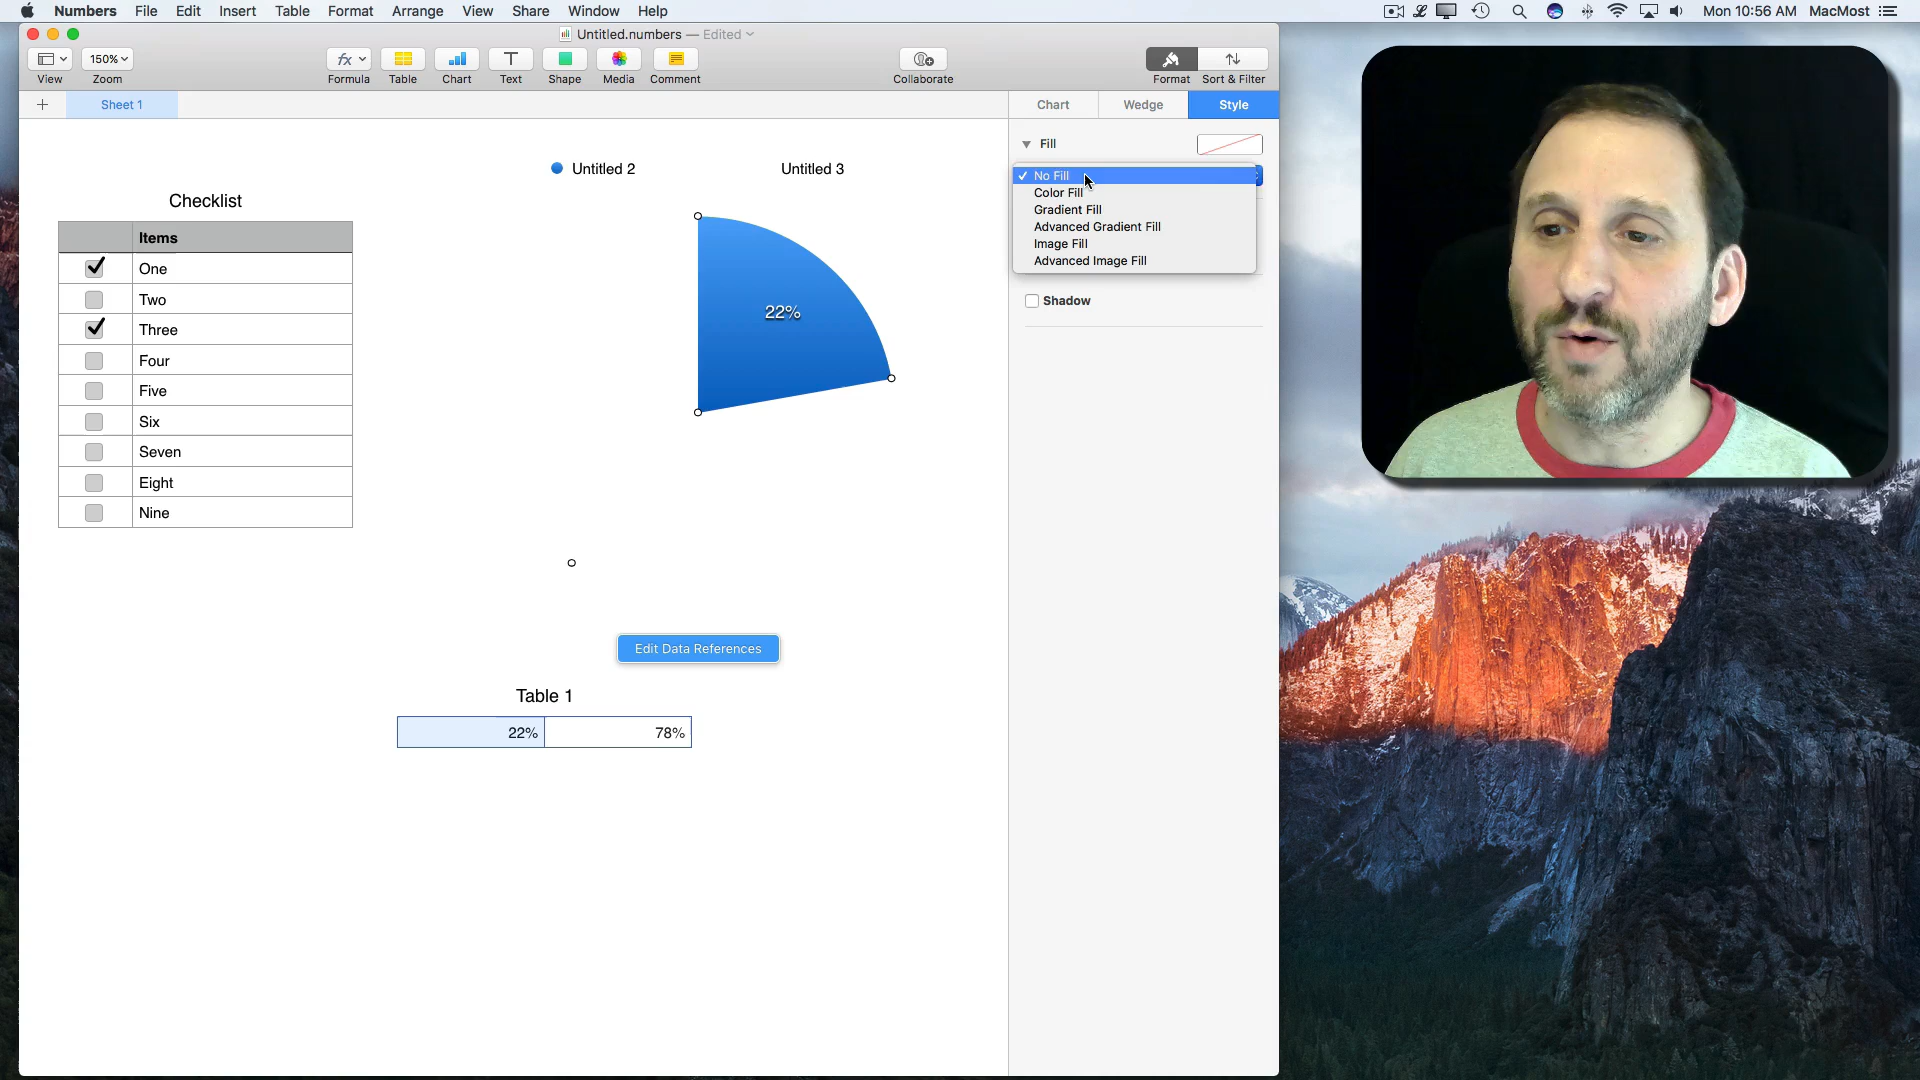 Numbers File Edit Insert Table Format Arrange View Share Window Help Mon 10:56 AM MacMost
Untitled.numbers — Edited
150%
View Zoom Formula Table Chart Text Shape Media Comment Collaborate Format Sort & Filter
Sheet 1
Chart Wedge Style
Fill
No Fill
Color Fill
Gradient Fill
Advanced Gradient Fill
Image Fill
Advanced Image Fill
Shadow
Untitled 2 Untitled 3
Checklist
Items
One
Two
Three
Four
Five
Six
Seven
Eight
Nine
22%
Edit Data References
Table 1
22% 78%